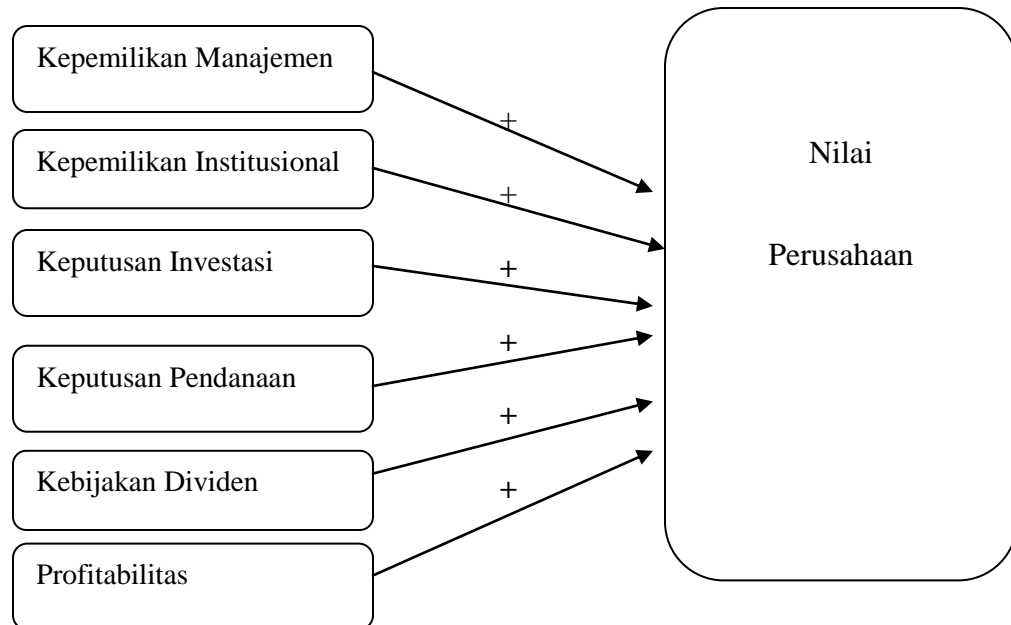 Kepemilikan Manajemen
+
Kepemilikan Institusional
+
Keputusan Investasi
+
Keputusan Pendanaan
+
Kebijakan Dividen
+
Profitabilitas
+
Nilai
Perusahaan